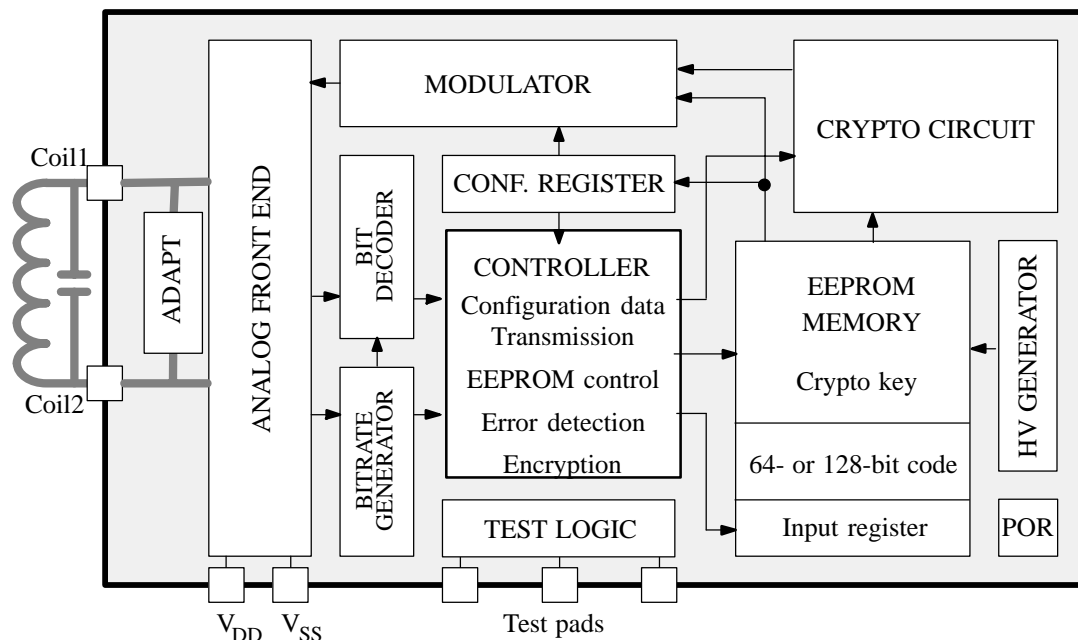 MODULATOR
CRYPTO CIRCUIT
Coil1
CONF. REGISTER
ADAPT
ANALOG FRONT END
BIT
DECODER
CONTROLLER
Configuration data
Transmission
EEPROM control
Error detection
Encryption
EEPROM
MEMORY
Crypto key
HV GENERATOR
Coil2
BITRATE
GENERATOR
64- or 128-bit code
TEST LOGIC
Input register
POR
VDD
VSS
Test pads